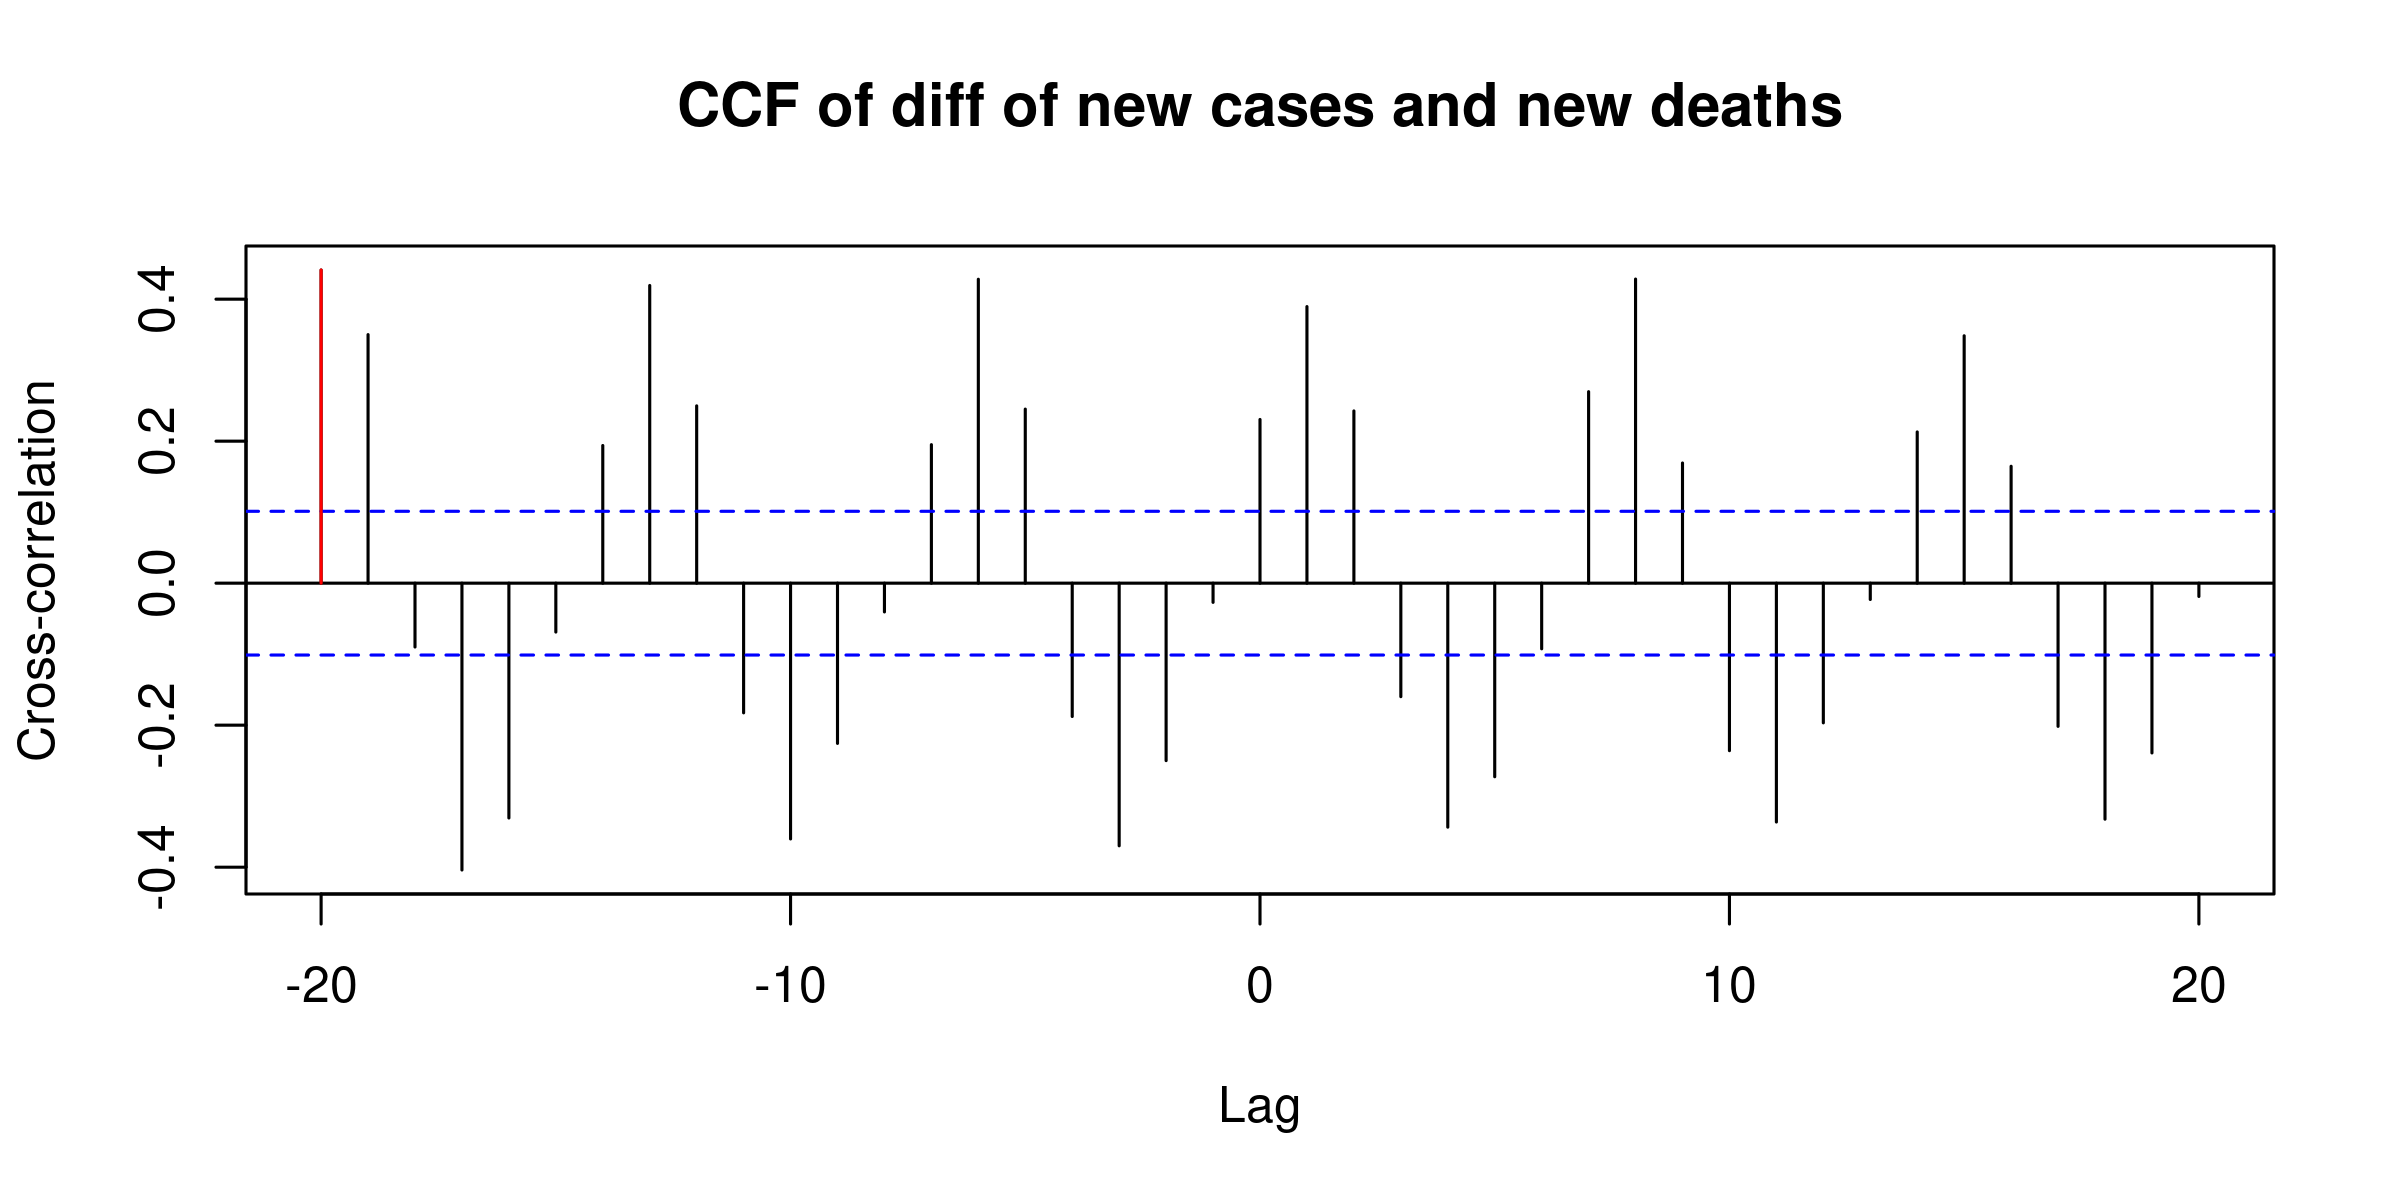 CCF of diff of new cases and new deaths
Cross-correlation
0.4
0.2
0.0
-0.2
-0.4
-20 -10 0 10 20
Lag